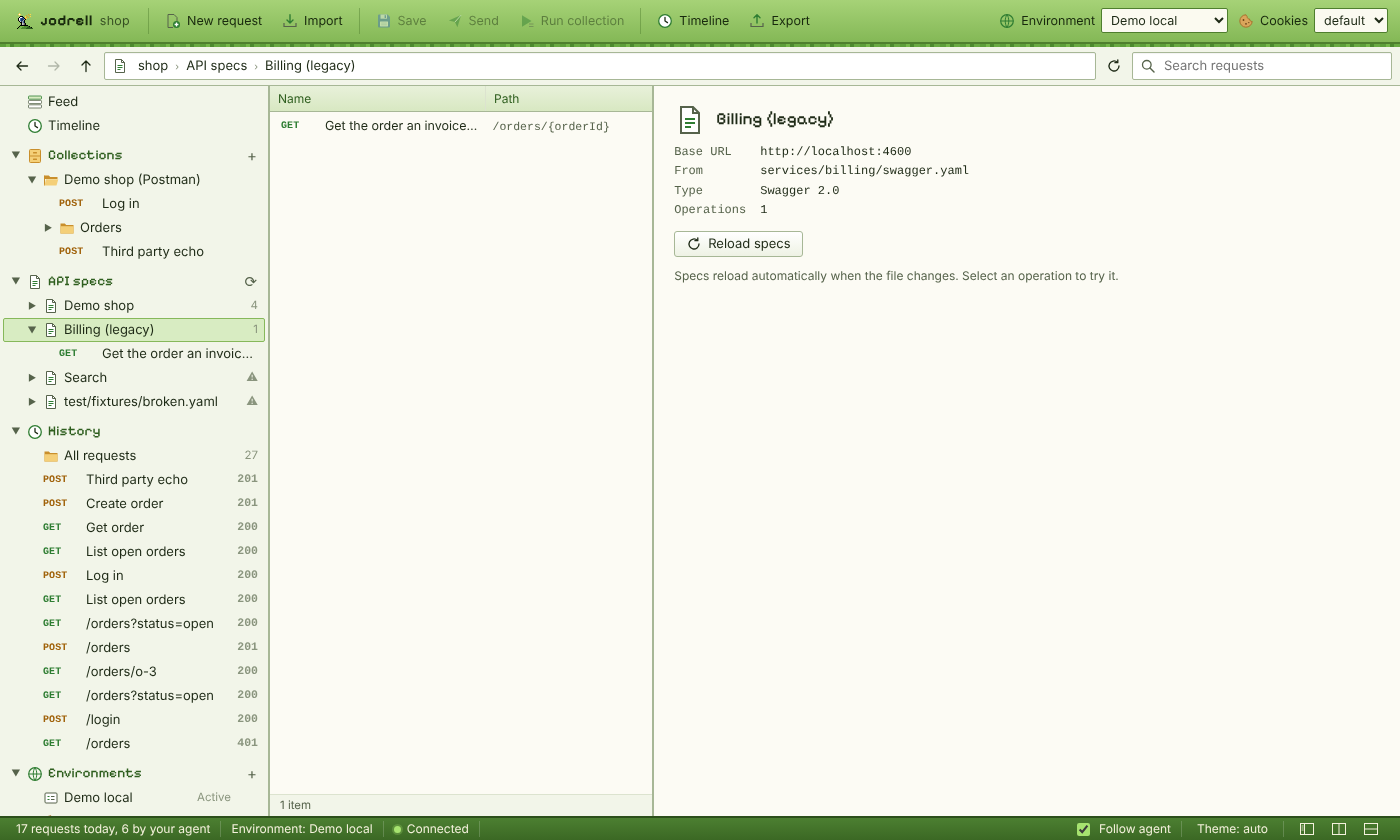 jodrell shop New request Import Save Send Run collection Timeline Export Environment Demo local Cookies default
shop › API specs › Billing (legacy) Search requests
Feed
Timeline
Collections +
Demo shop (Postman)
POST Log in
Orders
POST Third party echo
API specs
Demo shop 4
Billing (legacy) 1
GET Get the order an invoic...
Search
test/fixtures/broken.yaml
History
All requests 27
POST Third party echo 201
POST Create order 201
GET Get order 200
GET List open orders 200
POST Log in 200
GET List open orders 200
GET /orders?status=open 200
POST /orders 201
GET /orders/o-3 200
GET /orders?status=open 200
POST /login 200
GET /orders 401
Environments +
Demo local Active
Name Path
GET Get the order an invoice... /orders/{orderId}
1 item
Billing (legacy)
Base URL http://localhost:4600
From services/billing/swagger.yaml
Type Swagger 2.0
Operations 1
Reload specs
Specs reload automatically when the file changes. Select an operation to try it.
17 requests today, 6 by your agent Environment: Demo local Connected Follow agent Theme: auto